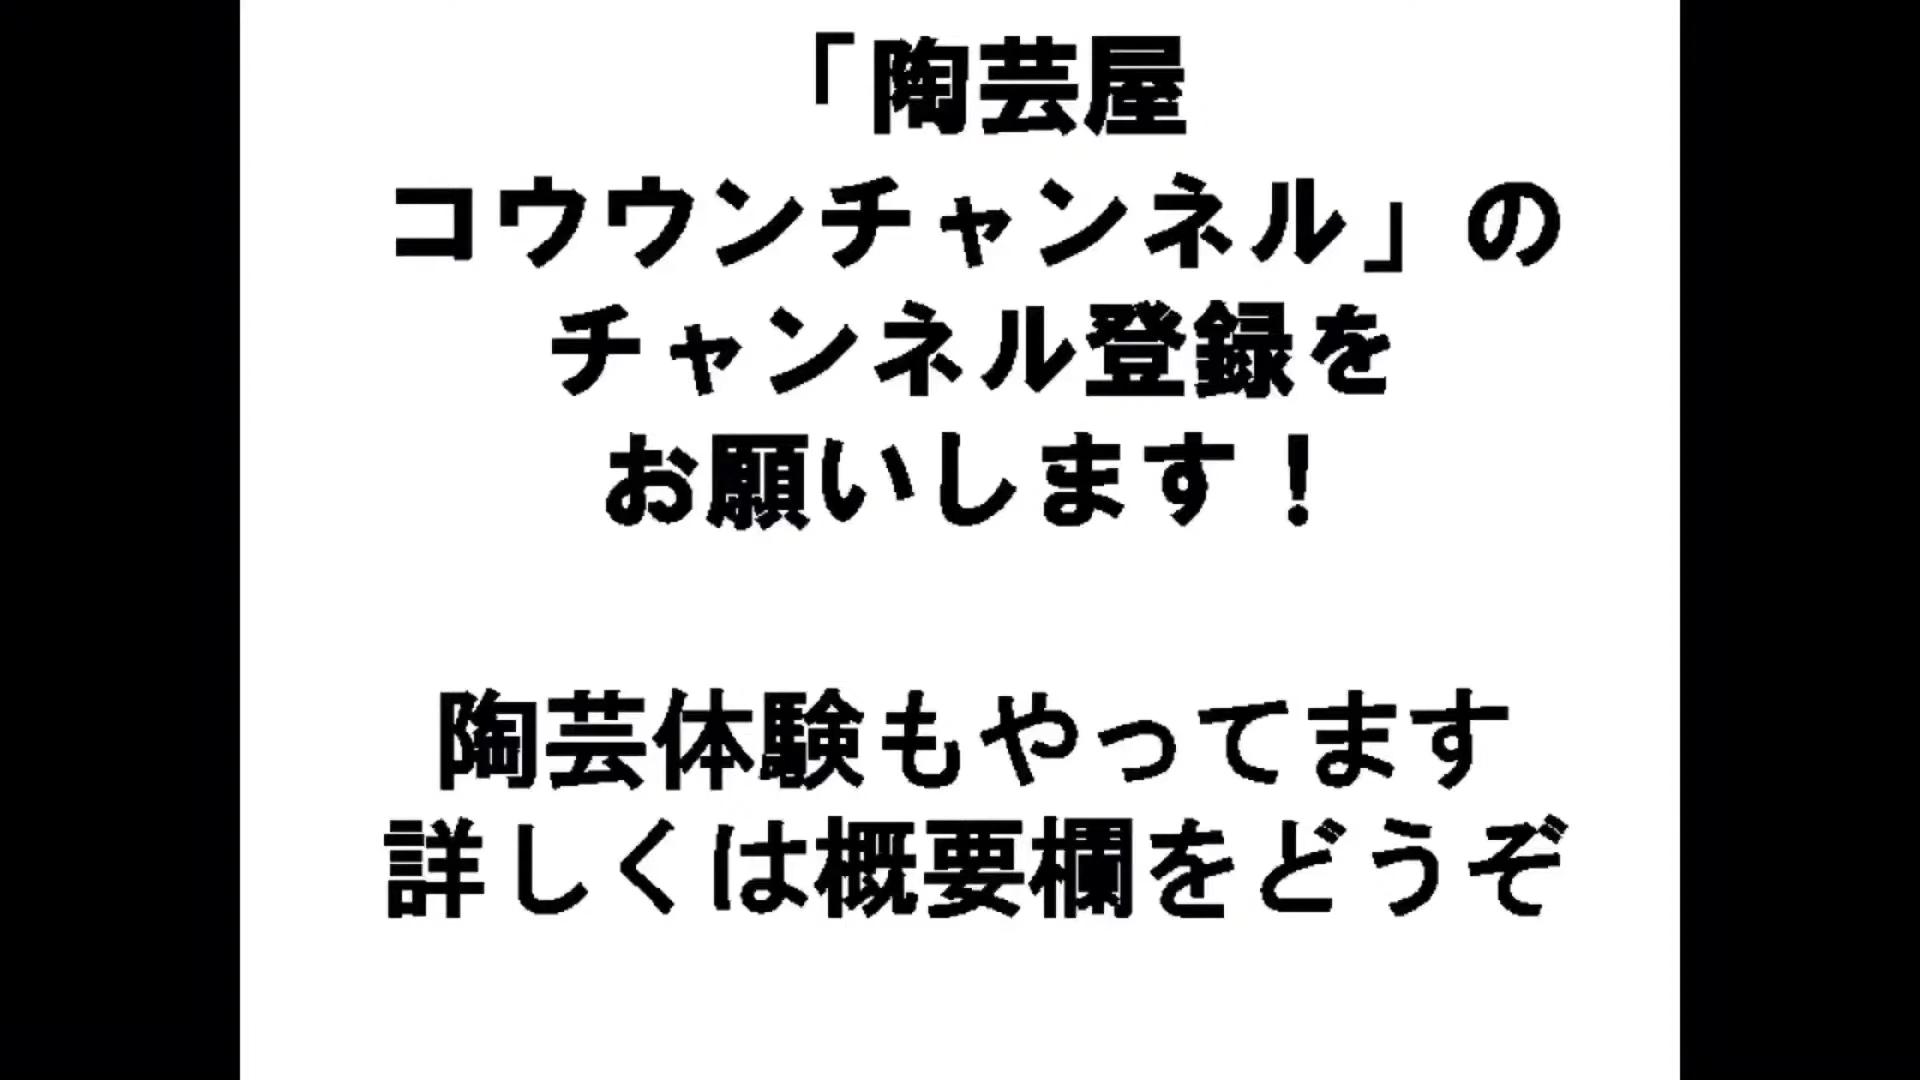 「陶芸屋
コウウンチャンネル」の
チャンネル登録を
お願いします！
陶芸体験もやってます
詳しくは概要欄をどうぞ